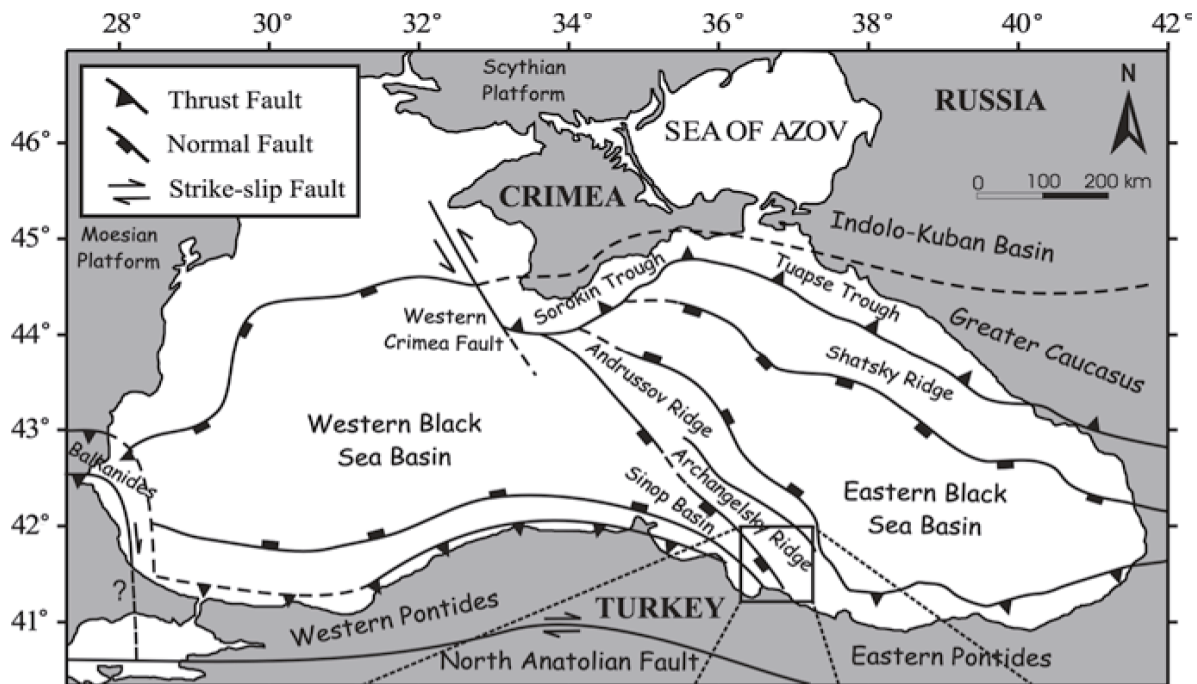 28°
30°
32°
34°
36°
38°
40°
42°
46°
45°
44°
43°
42°
41°
Thrust Fault
Normal Fault
Strike-slip Fault
Scythian
Platform
SEA OF AZOV
RUSSIA
N
0 100 200 km
CRIMEA
Moesian
Platform
Indolo-Kuban Basin
Sorokin Trough
Tuapse Trough
Western
Crimea Fault
Greater Caucasus
Shatsky Ridge
Andrussov Ridge
Western Black
Sea Basin
Balkanides
Archangelsky Ridge
Sinop Basin
Eastern Black
Sea Basin
?
Western Pontides
TURKEY
North Anatolian Fault
Eastern Pontides